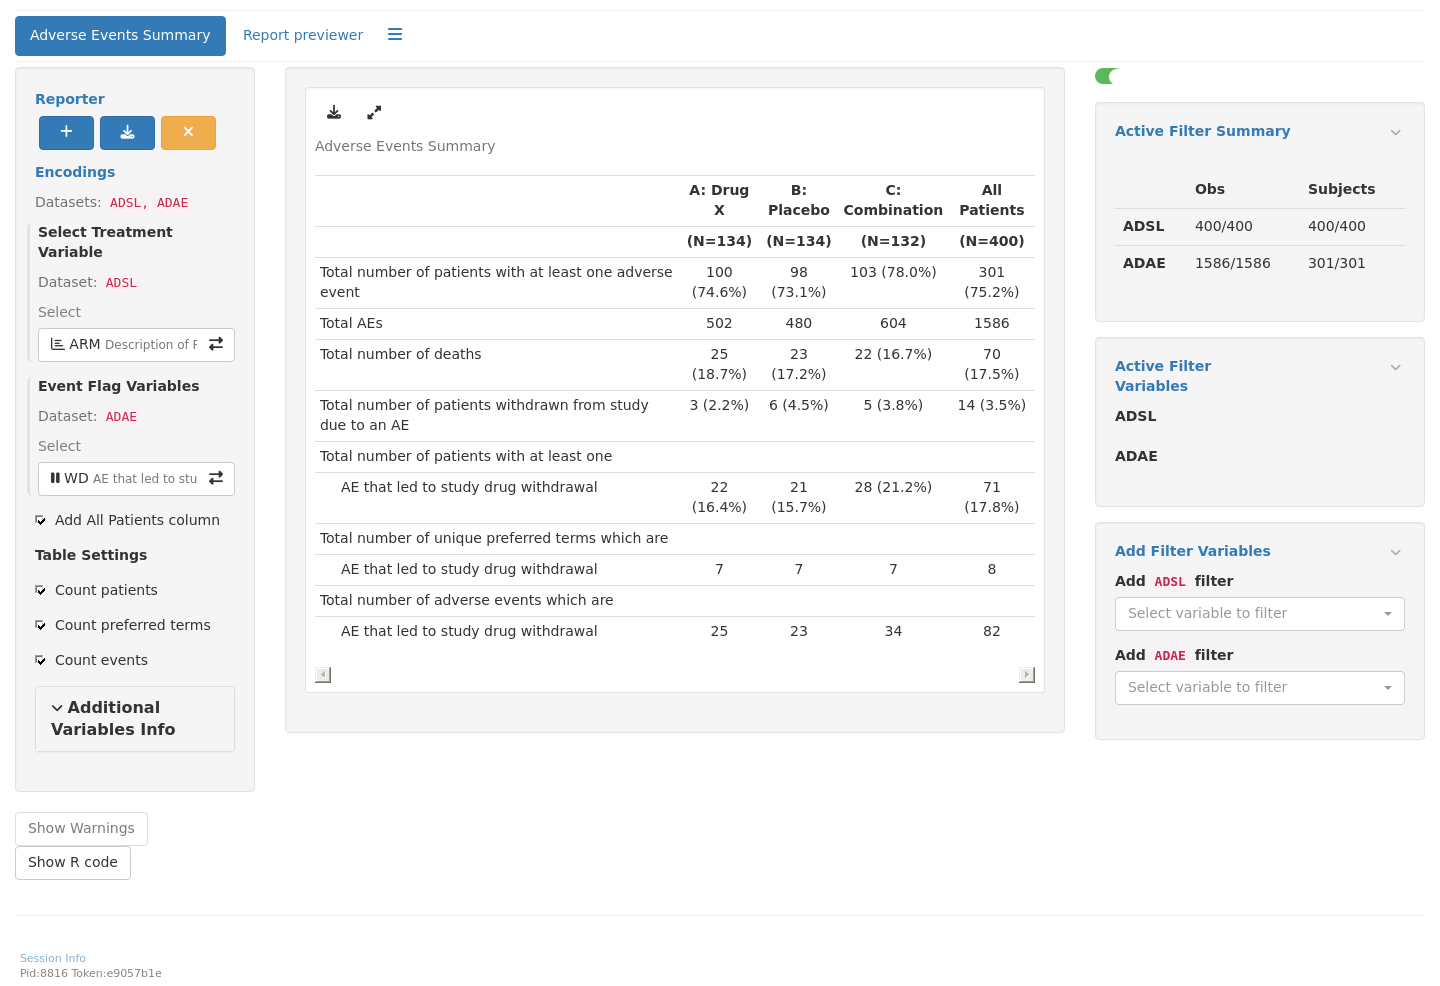 Adverse Events Summary
Report previewer
Reporter
Encodings
Datasets: ADSL, ADAE
Select Treatment
Variable
Dataset: ADSL
Select
ARM Description of P
Event Flag Variables
Dataset: ADAE
Select
WD AE that led to stu
Add All Patients column
Table Settings
Count patients
Count preferred terms
Count events
Additional
Variables Info
Show Warnings
Show R code
Adverse Events Summary
A: Drug X B: Placebo C: Combination All Patients
(N=134) (N=134) (N=132) (N=400)
Total number of patients with at least one adverse event 100 (74.6%) 98 (73.1%) 103 (78.0%) 301 (75.2%)
Total AEs 502 480 604 1586
Total number of deaths 25 (18.7%) 23 (17.2%) 22 (16.7%) 70 (17.5%)
Total number of patients withdrawn from study due to an AE 3 (2.2%) 6 (4.5%) 5 (3.8%) 14 (3.5%)
Total number of patients with at least one
AE that led to study drug withdrawal 22 (16.4%) 21 (15.7%) 28 (21.2%) 71 (17.8%)
Total number of unique preferred terms which are
AE that led to study drug withdrawal 7 7 7 8
Total number of adverse events which are
AE that led to study drug withdrawal 25 23 34 82
Active Filter Summary
Obs Subjects
ADSL 400/400 400/400
ADAE 1586/1586 301/301
Active Filter
Variables
ADSL
ADAE
Add Filter Variables
Add ADSL filter
Select variable to filter
Add ADAE filter
Select variable to filter
Session Info
Pid:8816 Token:e9057b1e